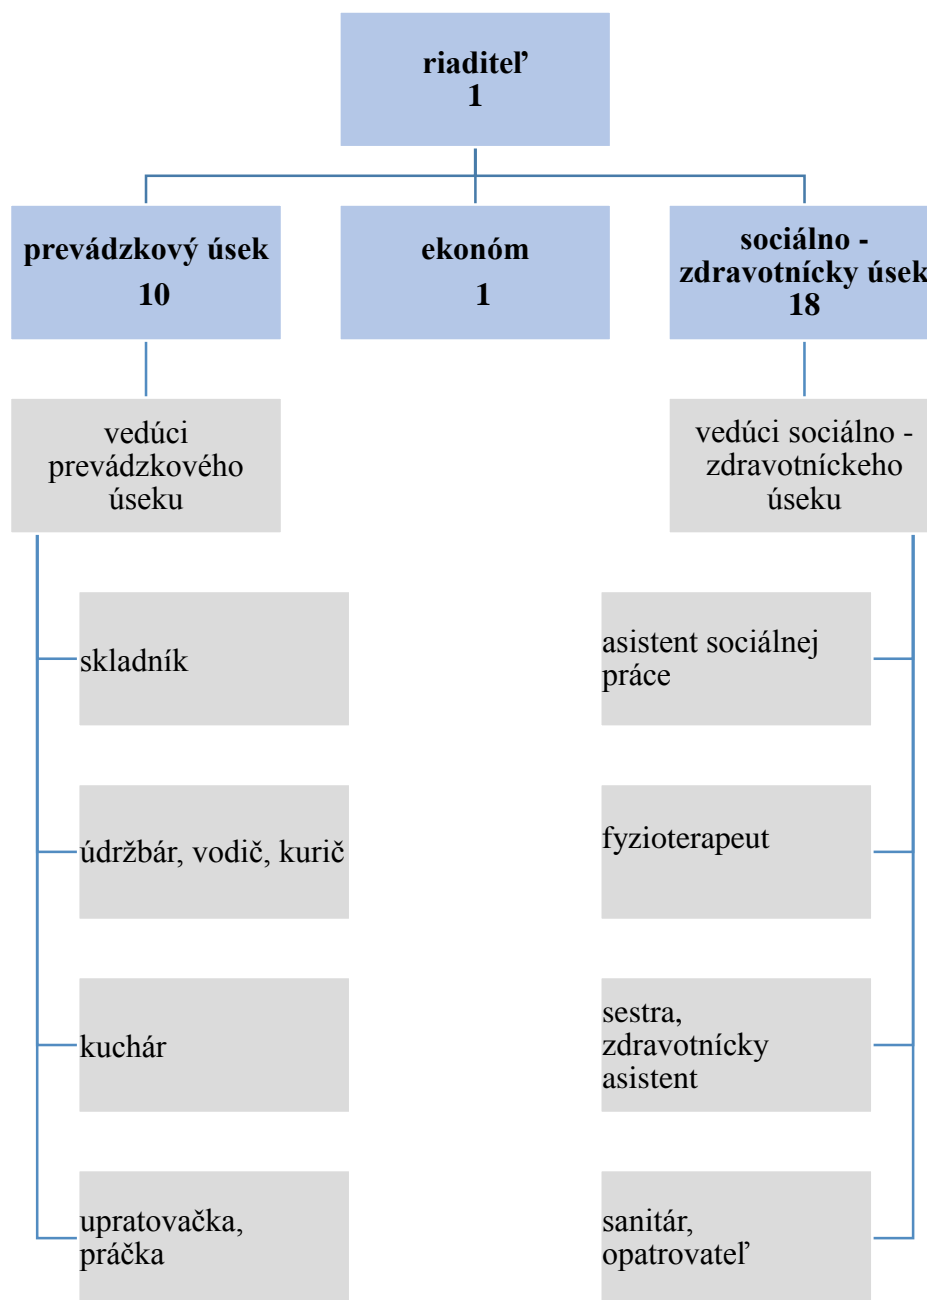 riaditeľ
1
prevádzkový úsek
10
ekonóm
1
sociálno -
zdravotnícky úsek
18
vedúci
prevádzkového
úseku
vedúci sociálno -
zdravotníckeho
úseku
skladník
asistent sociálnej
práce
údržbár, vodič, kurič
fyzioterapeut
kuchár
sestra,
zdravotnícky
asistent
upratovačka,
práčka
sanitár,
opatrovateľ